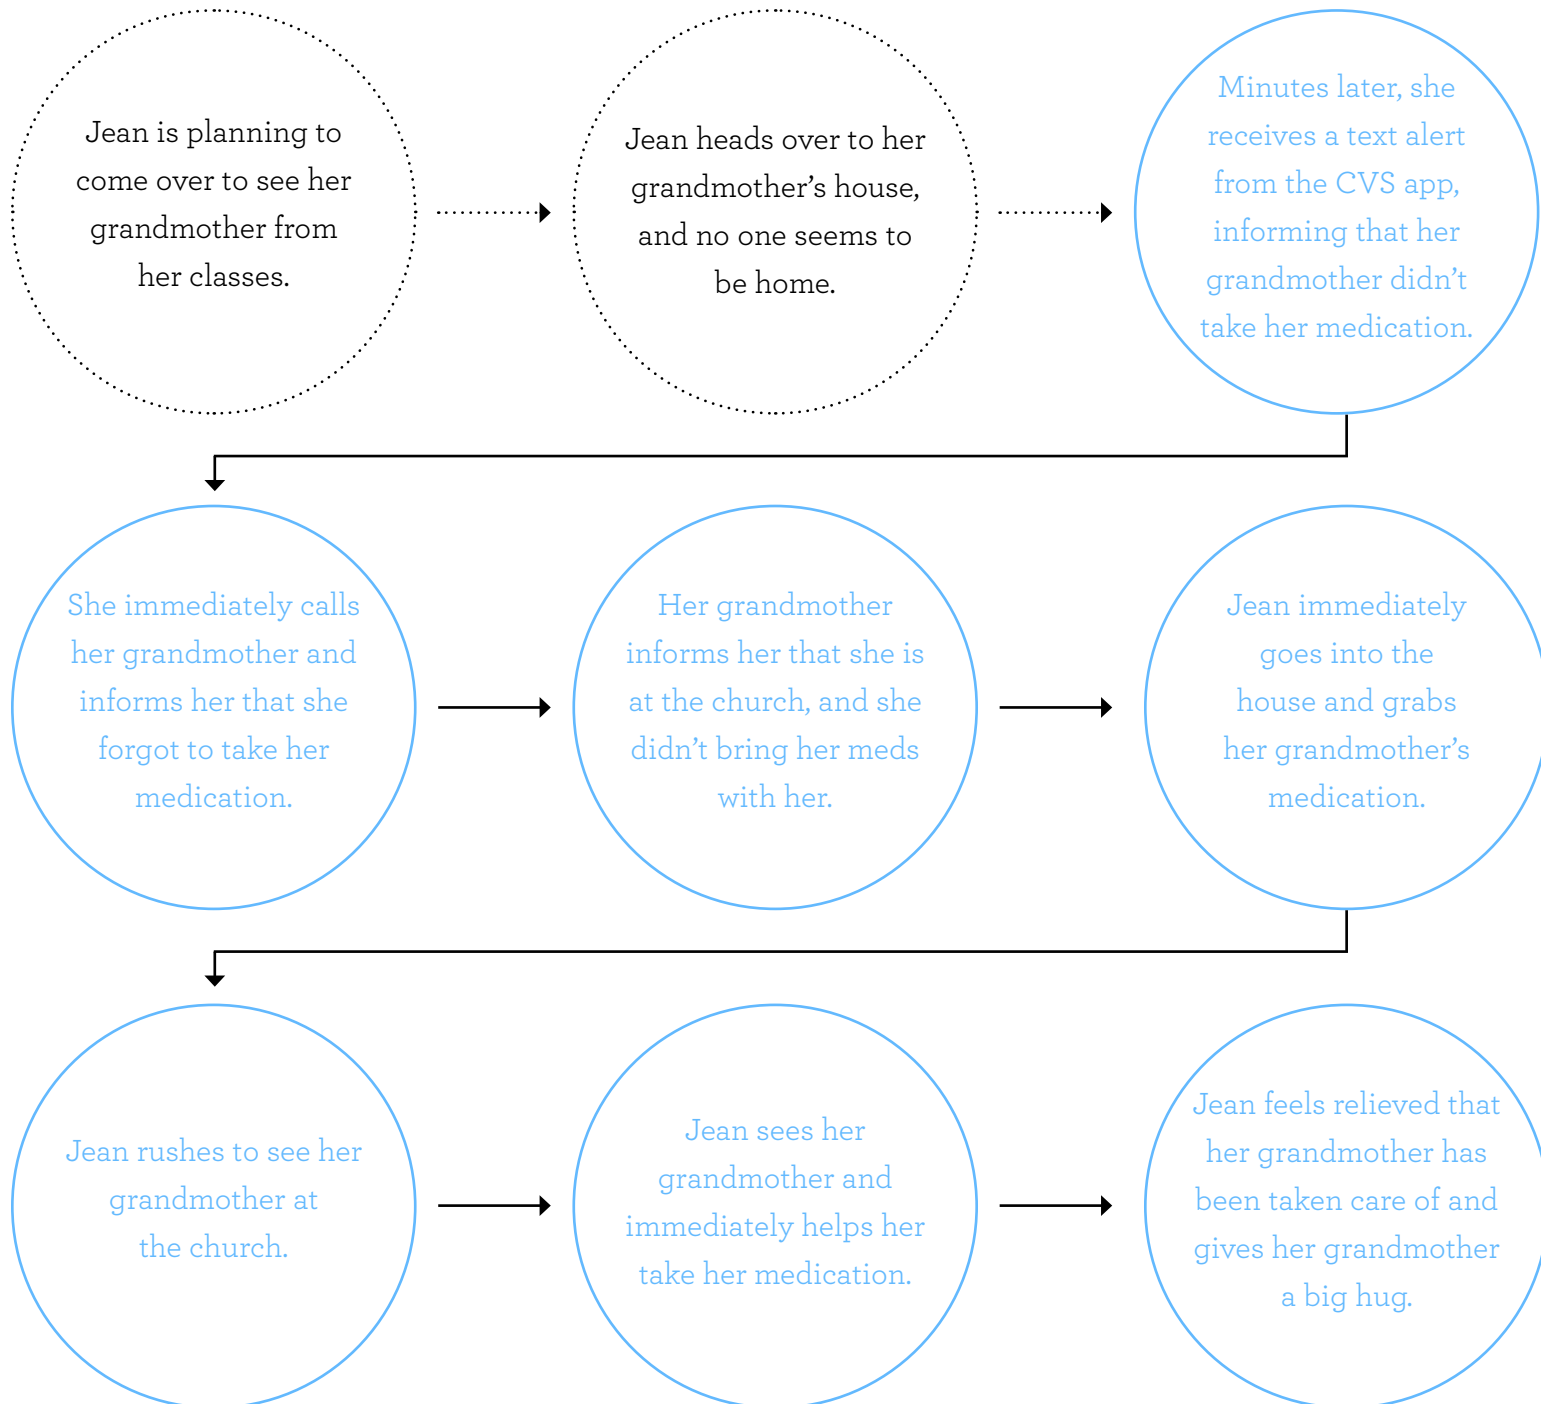 Jean is planning to
come over to see her
grandmother from
her classes.
Jean heads over to her
grandmother’s house,
and no one seems to
be home.
Minutes later, she
receives a text alert
from the CVS app,
informing that her
grandmother didn’t
take her medication.
She immediately calls
her grandmother and
informs her that she
forgot to take her
medication.
Her grandmother
informs her that she is
at the church, and she
didn’t bring her meds
with her.
Jean immediately
goes into the
house and grabs
her grandmother’s
medication.
Jean rushes to see her
grandmother at
the church.
Jean sees her
grandmother and
immediately helps her
take her medication.
Jean feels relieved that
her grandmother has
been taken care of and
gives her grandmother
a big hug.